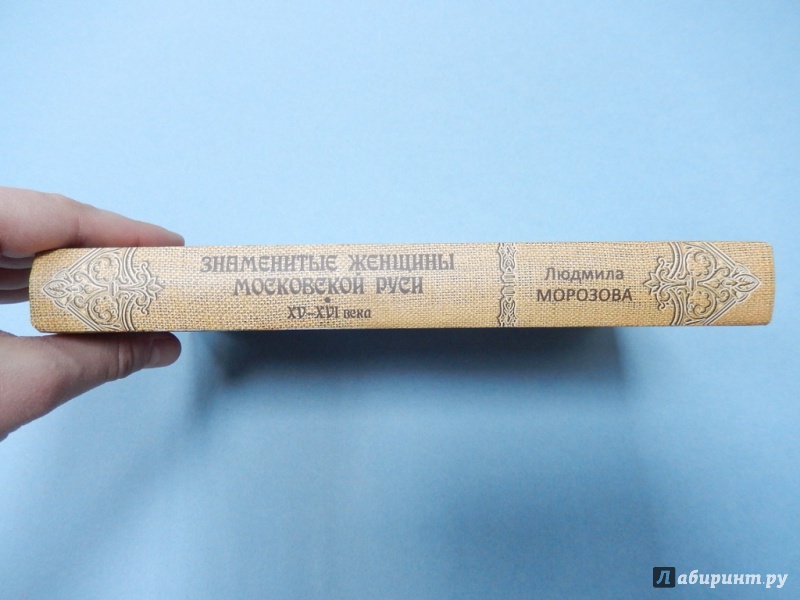 ЗНАМЕНИТЫЕ ЖЕНЩИНЫ
МОСКОВСКОЙ РУСИ
XV–XVI века
Людмила
МОРОЗОВА
Лабиринт.ру